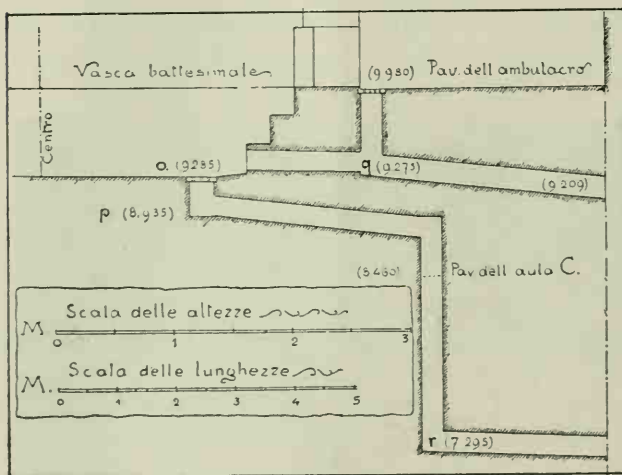 Vasca battesimale
(9.980) Pav. dell ambulacro
Centro
o. (9.285)
q (9.275)
(9.209)
p (8.935)
(8.460) Pav. dell aula C.
Scala delle altezze
M
0 1 2 3
Scala delle lunghezze
M.
0 1 2 3 4 5
r (7.295)